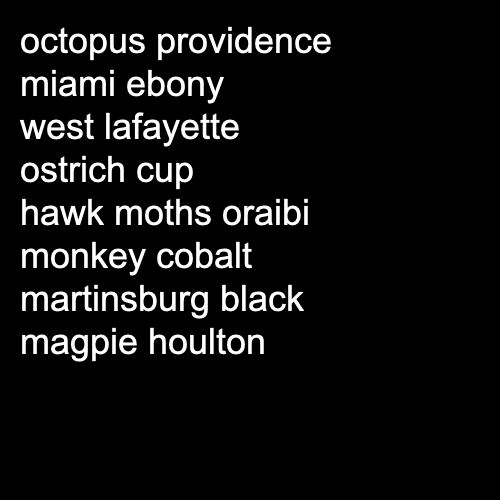 octopus providence
miami ebony
west lafayette
ostrich cup
hawk moths oraibi
monkey cobalt
martinsburg black
magpie houlton